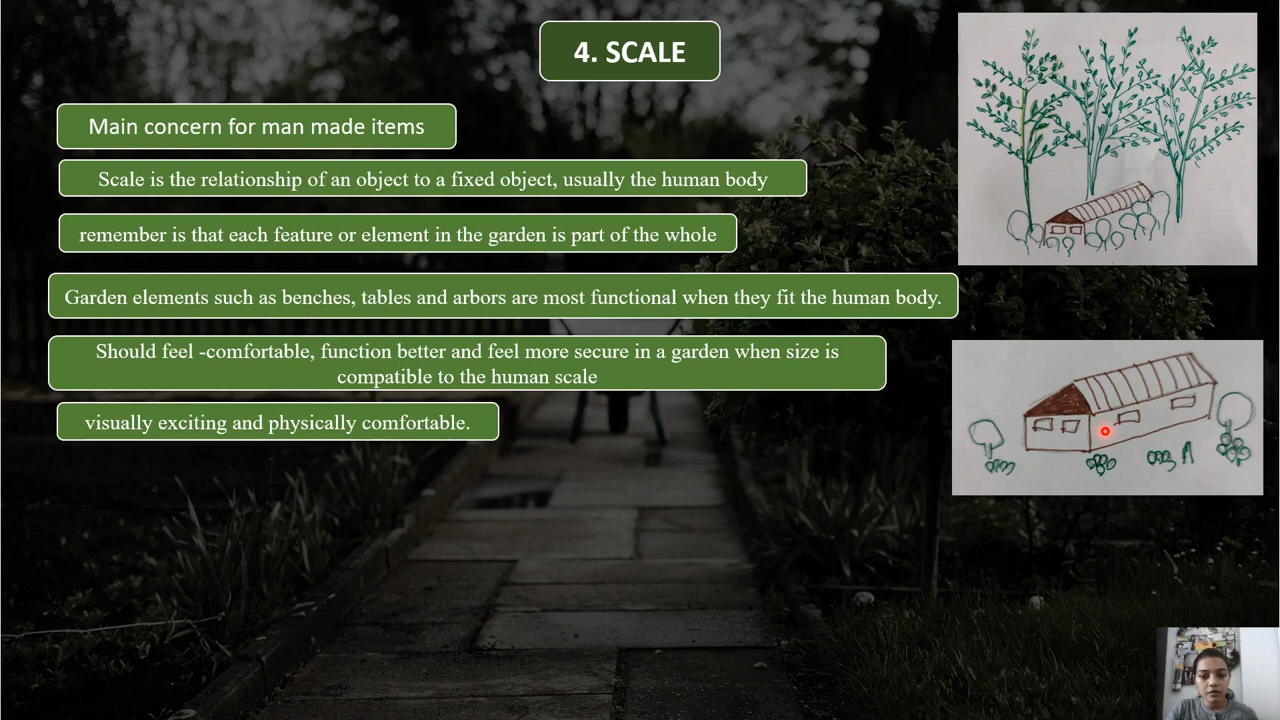 4. SCALE
Main concern for man made items
Scale is the relationship of an object to a fixed object, usually the human body
remember is that each feature or element in the garden is part of the whole
Garden elements such as benches, tables and arbors are most functional when they fit the human body.
Should feel -comfortable, function better and feel more secure in a garden when size is
compatible to the human scale
visually exciting and physically comfortable.